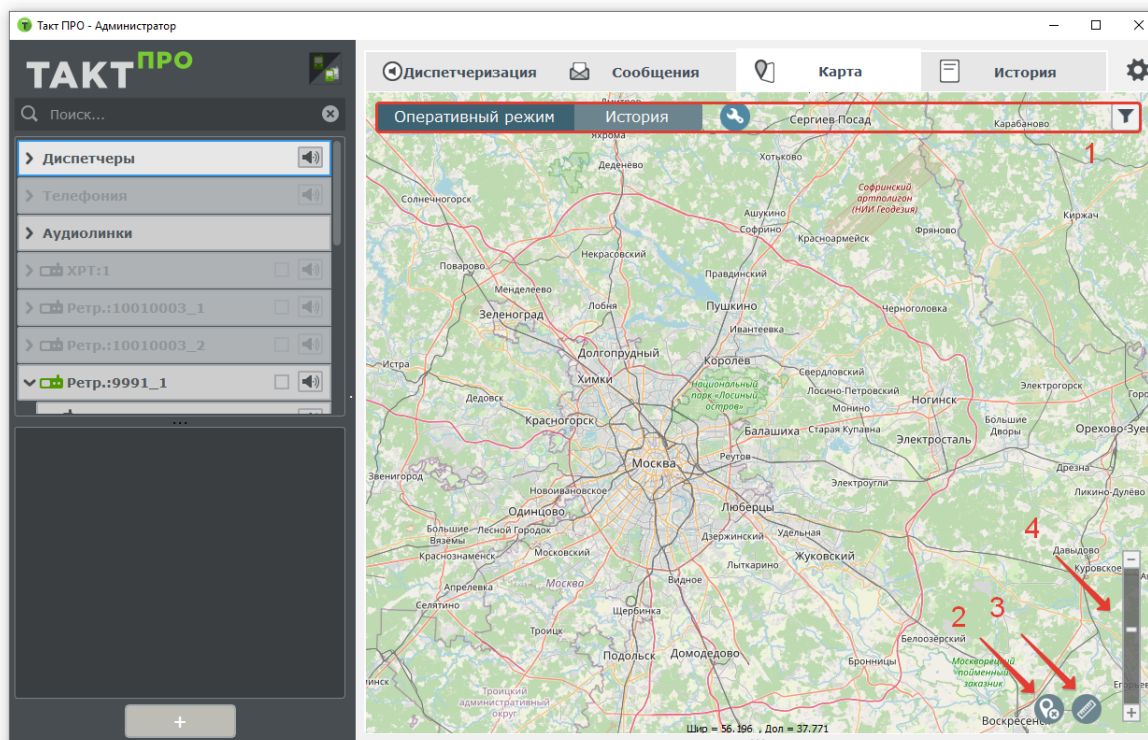 Такт ПРО - Администратор
ТАКТ ПРО
Поиск...
Диспетчеры
Телефония
Аудиолинки
ХРТ:1
Ретр.:10010003_1
Ретр.:10010003_2
Ретр.:9991_1
...
+
Диспетчеризация
Сообщения
Карта
История
Оперативный режим
История
1
Яхрома
Сергиев Посад
Карабаново
Деденёво
Хотьково
Солнечногорск
Софринский
артполигон
(НИИ Геодезия)
Ашукино
Софрино
Красноармейск
Фряново
Киржач
Некрасовский
Поварово
Правдинский
Менделеево
Лобня
Пушкино
Черноголовка
Зеленоград
Ивантеевка
Долгопрудный
Королёв
Истра
Свердловский
Химки
Национальный
парк «Лосиный
остров»
Лосино-Петровский
Электрогорск
Дедовск
Монино
Ногинск
Красногорск
Балашиха
Старая Купавна
Большие
Дворы
Электросталь
Москва
Реутов
Дрезна
Звенигород
Электроугли
Новоивановское
Ликино-Дулёво
Одинцово
Люберцы
4
Большие
Вязёмы
Лесной Городок
Дзержинский
Удельная
Краснознаменск
Московский
Жуковский
Давыдово
Лыткарино
Куровское
Апрелевка
Москва
Видное
Селятино
Щербинка
2
3
Троицк
Белоозёрский
Подольск
Домодедово
Бронницы
Москворецкий
пойменный
заказник
Троицкий
административный
округ
Воскресенск
Шир = 56.196 , Дол = 37.771